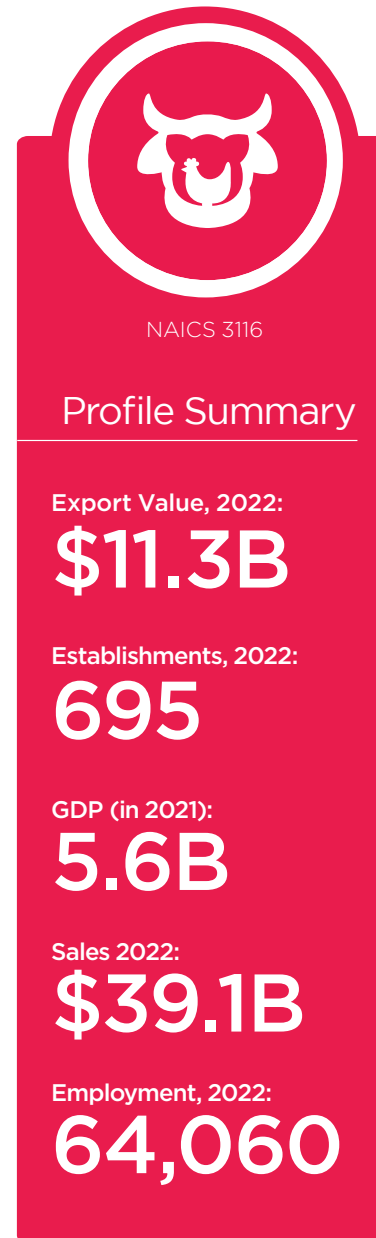 NAICS 3116
Profile Summary
Export Value, 2022:
$11.3B
Establishments, 2022:
695
GDP (in 2021):
5.6B
Sales 2022:
$39.1B
Employment, 2022:
64,060